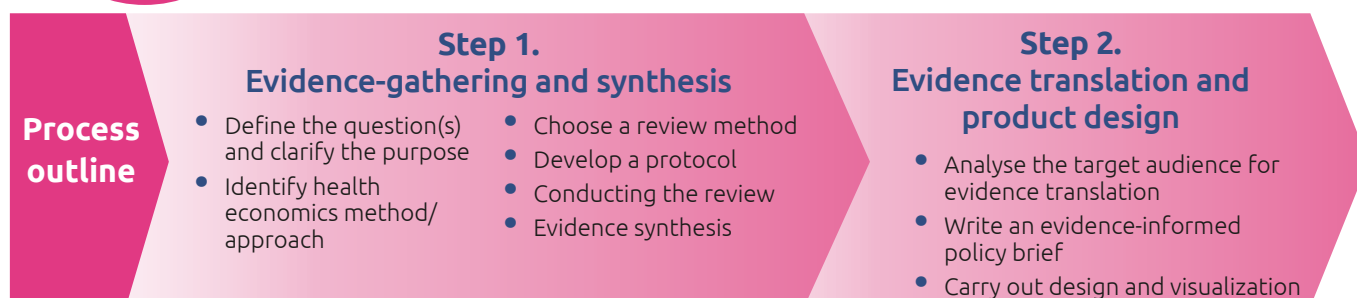 Process
outline
Step 1.
Evidence-gathering and synthesis
• Define the question(s)
and clarify the purpose
• Identify health
economics method/
approach
• Choose a review method
• Develop a protocol
• Conducting the review
• Evidence synthesis
Step 2.
Evidence translation and
product design
• Analyse the target audience for
evidence translation
• Write an evidence-informed
policy brief
• Carry out design and visualization